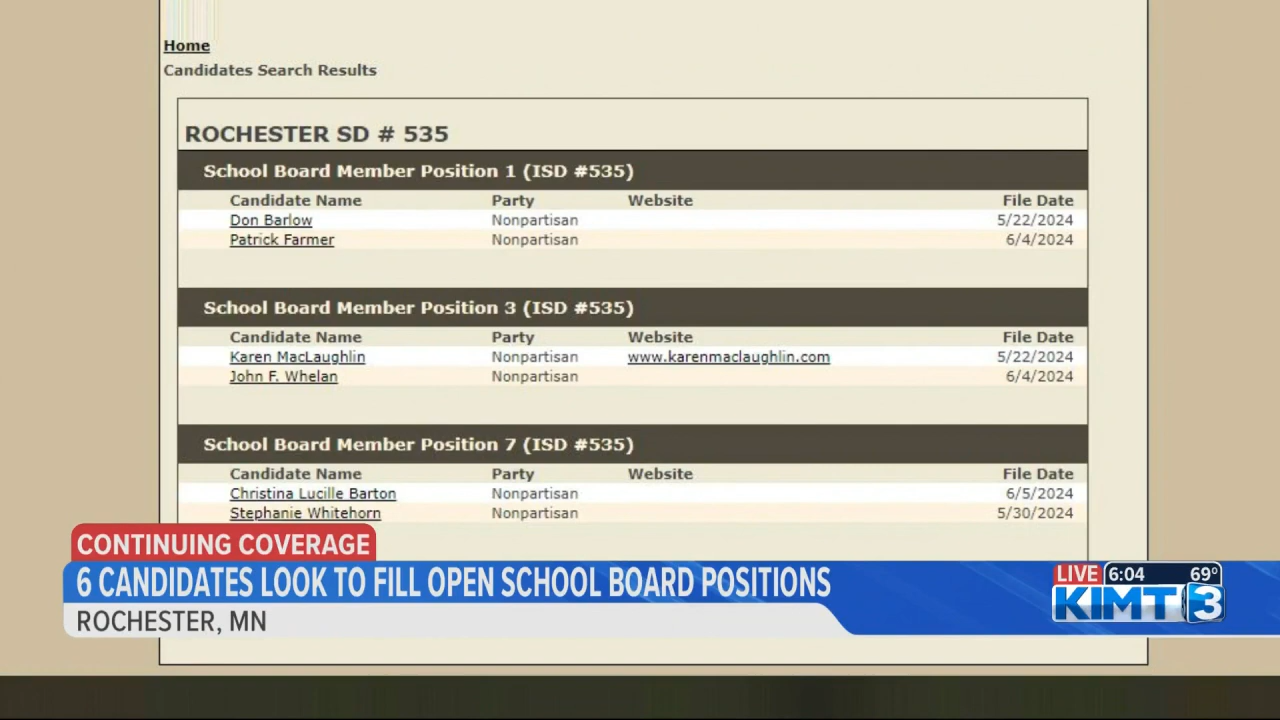 Home
Candidates Search Results
ROCHESTER SD # 535
School Board Member Position 1 (ISD #535)
Candidate Name Party Website File Date
Don Barlow Nonpartisan 5/22/2024
Patrick Farmer Nonpartisan 6/4/2024
School Board Member Position 3 (ISD #535)
Candidate Name Party Website File Date
Karen MacLaughlin Nonpartisan www.karenmaclaughlin.com 5/22/2024
John F. Whelan Nonpartisan 6/4/2024
School Board Member Position 7 (ISD #535)
Candidate Name Party Website File Date
Christina Lucille Barton Nonpartisan 6/5/2024
Stephanie Whitehorn Nonpartisan 5/30/2024
CONTINUING COVERAGE
6 CANDIDATES LOOK TO FILL OPEN SCHOOL BOARD POSITIONS
ROCHESTER, MN
LIVE 6:04 69°
KIMT 3